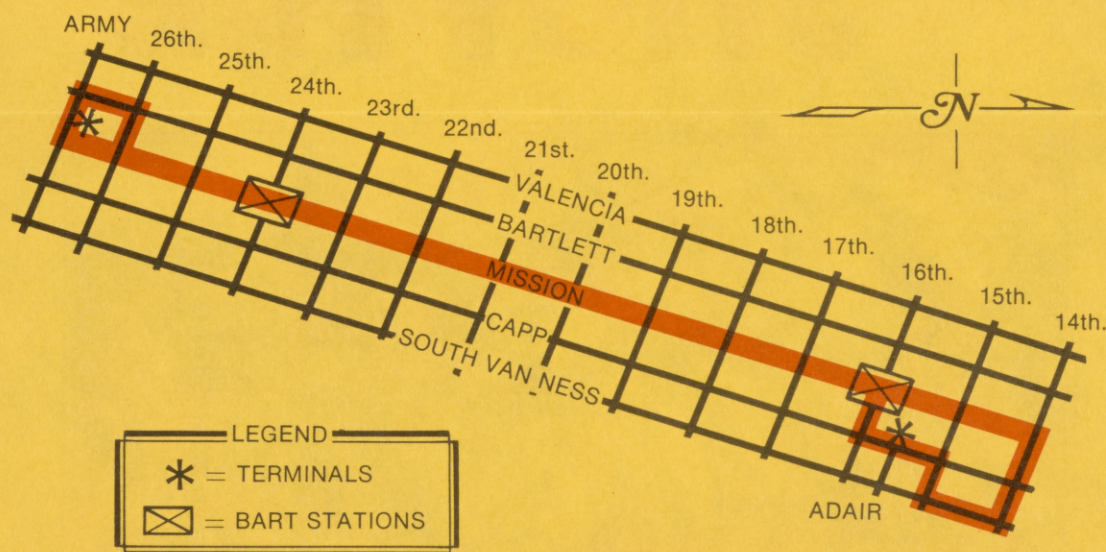 ARMY
26th.
25th.
24th.
23rd.
22nd.
21st.
20th.
19th.
18th.
17th.
16th.
15th.
14th.
N
VALENCIA
BARTLETT
MISSION
CAPP
SOUTH VAN NESS
ADAIR
LEGEND
* = TERMINALS
= BART STATIONS